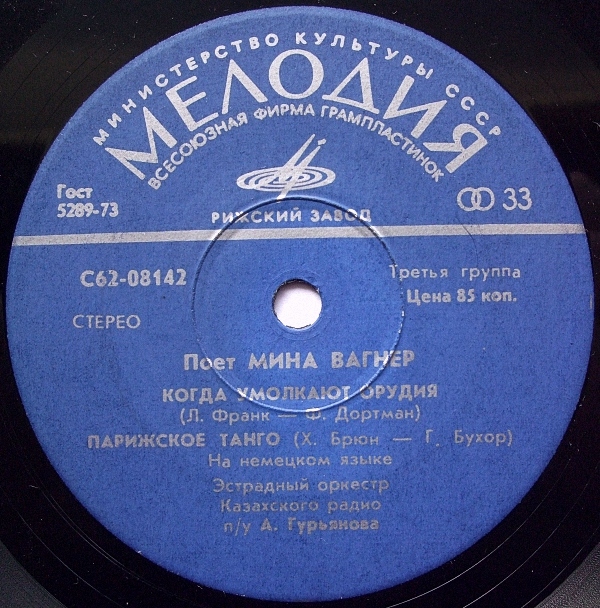 МИНИСТЕРСТВО КУЛЬТУРЫ СССР
МЕЛОДИЯ
ВСЕСОЮЗНАЯ ФИРМА ГРАМПЛАСТИНОК
Гост
5289-73
33
РИЖСКИЙ ЗАВОД
С62-08142
Третья группа
Цена 85 коп.
СТЕРЕО
Поет МИНА ВАГНЕР
КОГДА УМОЛКАЮТ ОРУДИЯ
(Л. Франк — Ф. Дортман)
ПАРИЖСКОЕ ТАНГО (Х. Брюн — Г. Бухор)
На немецком языке
Эстрадный оркестр
Казахского радио
п/у А. Гурьянова